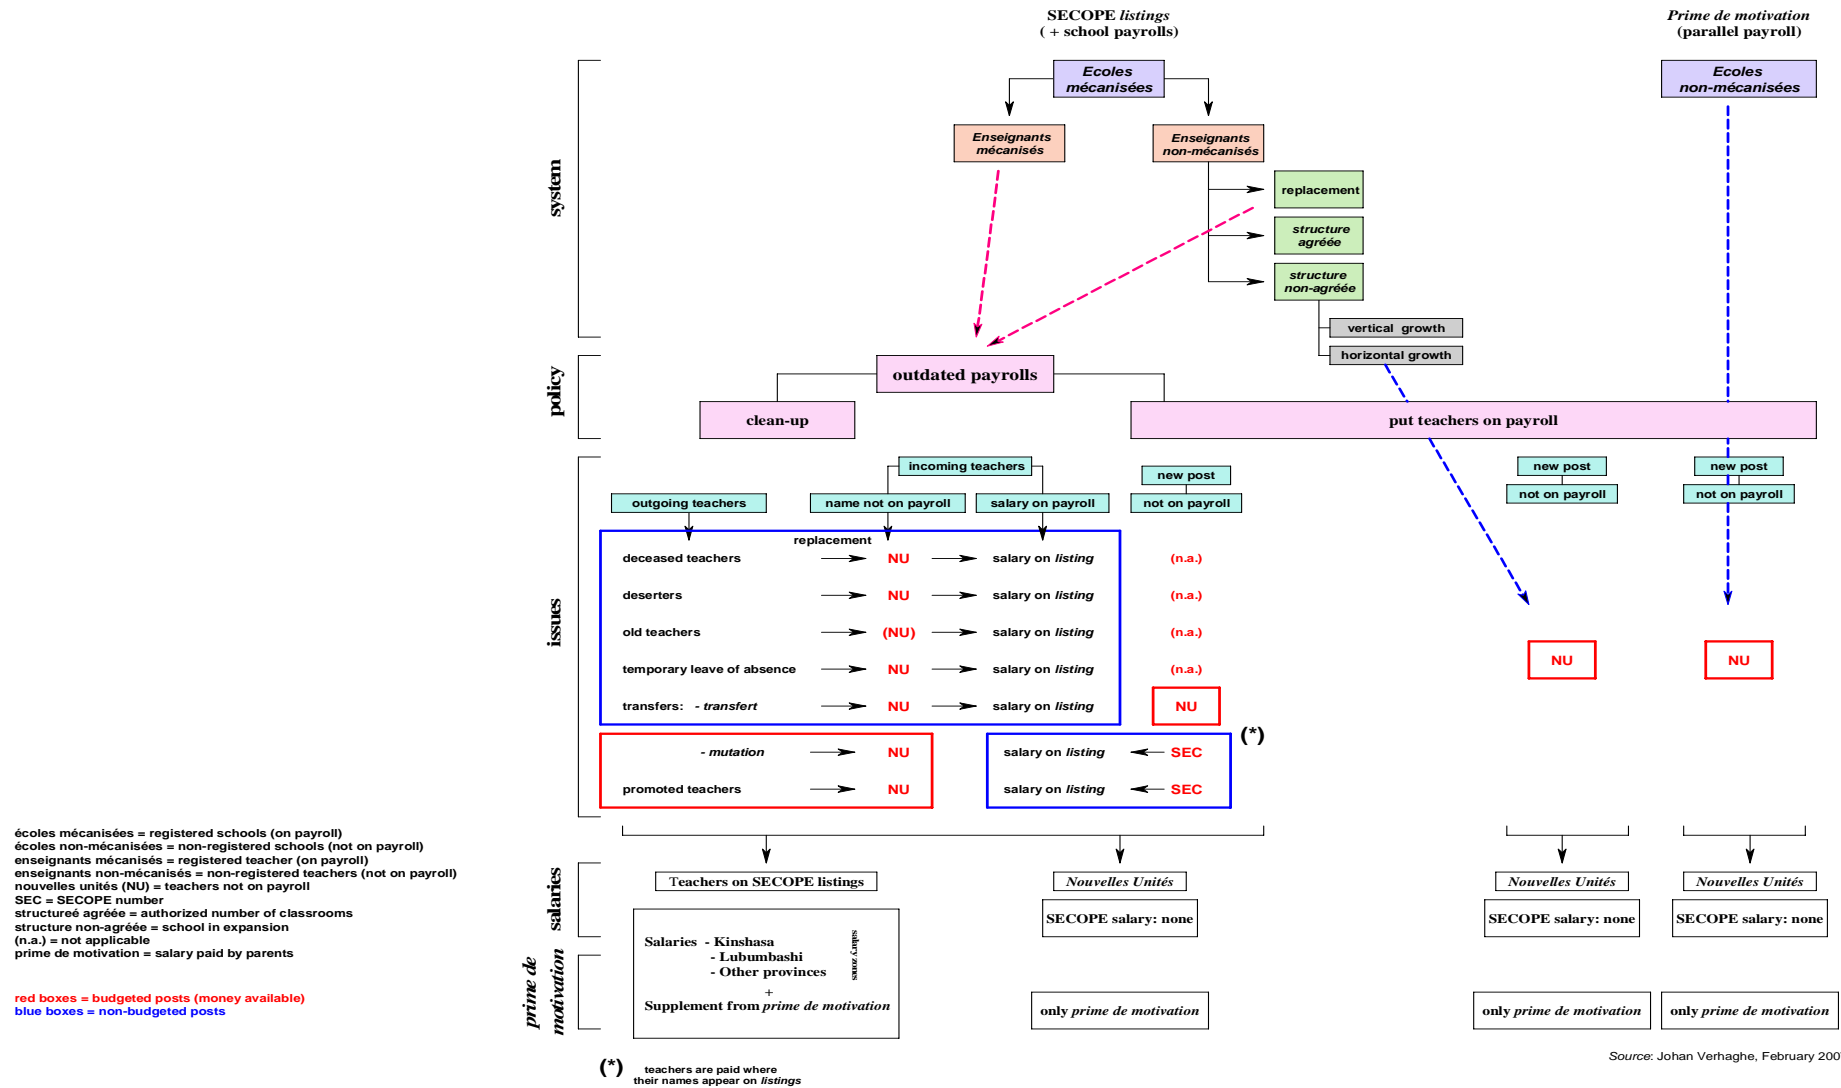 SECOPE listings
( + school payrolls)
Prime de motivation
(parallel payroll)
system
Ecoles
mécanisées
Ecoles
non-mécanisées
Enseignants
mécanisés
Enseignants
non-mécanisés
replacement
structure
agréée
structure
non-agréée
vertical growth
horizontal growth
policy
outdated payrolls
clean-up
put teachers on payroll
issues
incoming teachers
new post
new post
new post
outgoing teachers
name not on payroll
salary on payroll
not on payroll
not on payroll
not on payroll
replacement
deceased teachers NU salary on listing (n.a.)
deserters NU salary on listing (n.a.)
old teachers (NU) salary on listing (n.a.)
temporary leave of absence NU salary on listing (n.a.)
NU
NU
transfers: - transfert NU salary on listing NU
(*)
- mutation NU salary on listing SEC
promoted teachers NU salary on listing SEC
écoles mécanisées = registered schools (on payroll)
écoles non-mécanisées = non-registered schools (not on payroll)
enseignants mécanisés = registered teacher (on payroll)
enseignants non-mécanisés = non-registered teachers (not on payroll)
nouvelles unités (NU) = teachers not on payroll
SEC = SECOPE number
structureé agréée = authorized number of classrooms
structure non-agréée = school in expansion
(n.a.) = not applicable
prime de motivation = salary paid by parents
red boxes = budgeted posts (money available)
blue boxes = non-budgeted posts
salaries
Teachers on SECOPE listings
Nouvelles Unités
Nouvelles Unités
Nouvelles Unités
SECOPE salary: none
SECOPE salary: none
SECOPE salary: none
Salaries - Kinshasa
- Lubumbashi
- Other provinces
salary zones
+
Supplement from prime de motivation
prime de
motivation
only prime de motivation
only prime de motivation
only prime de motivation
(*) teachers are paid where
their names appear on listings
Source: Johan Verhaghe, February 200